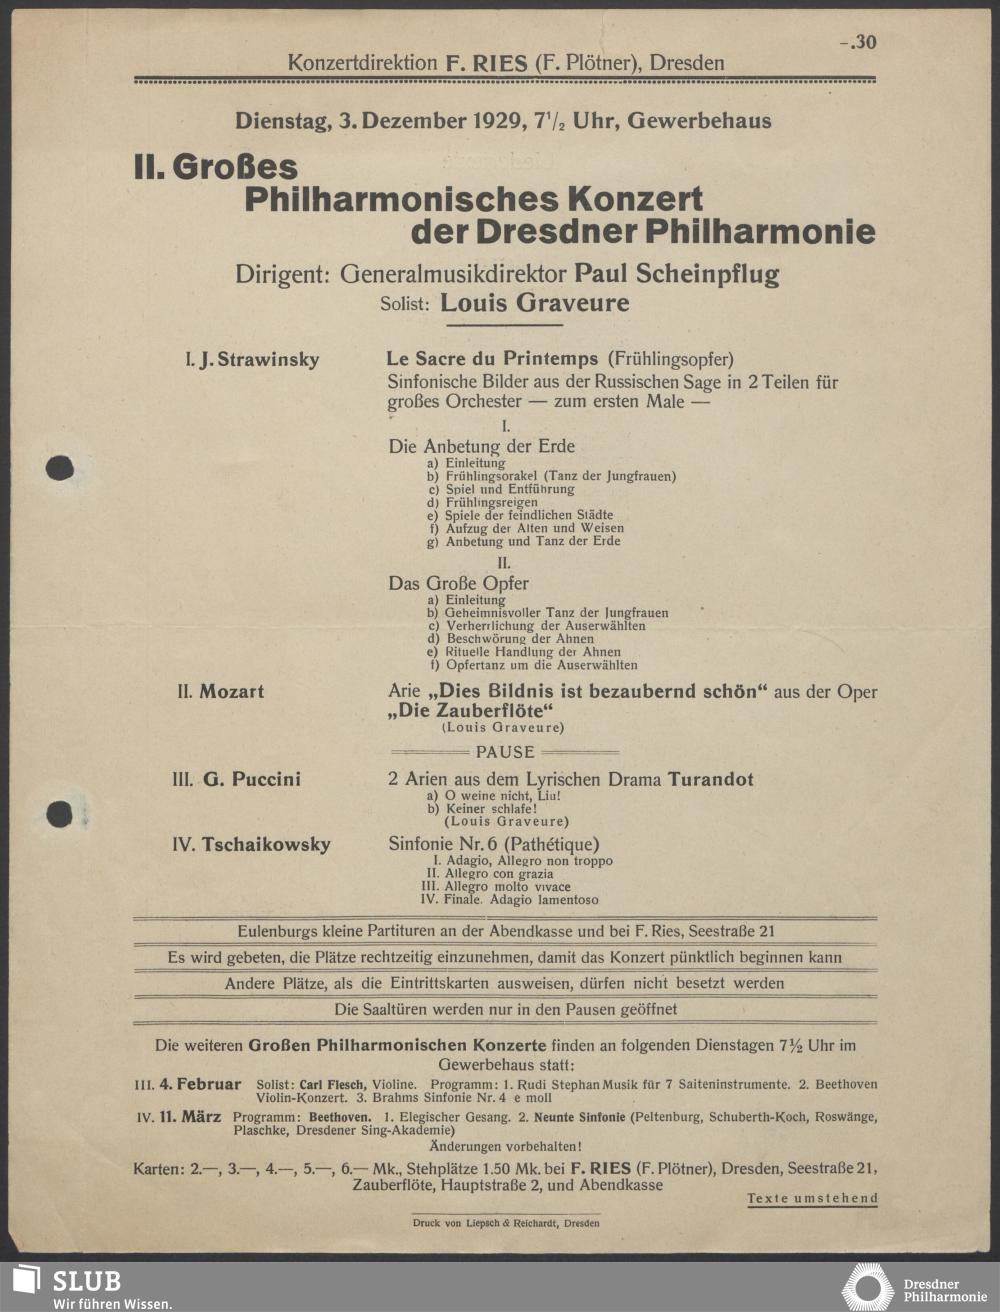 -.30
Konzertdirektion F. RIES (F. Plötner), Dresden
Dienstag, 3. Dezember 1929, 7¹/₂ Uhr, Gewerbehaus
II. Großes
Philharmonisches Konzert
der Dresdner Philharmonie
Dirigent: Generalmusikdirektor Paul Scheinpflug
Solist: Louis Graveure
I. J. Strawinsky Le Sacre du Printemps (Frühlingsopfer)
Sinfonische Bilder aus der Russischen Sage in 2 Teilen für
großes Orchester — zum ersten Male —
I.
Die Anbetung der Erde
a) Einleitung
b) Frühlingsorakel (Tanz der Jungfrauen)
c) Spiel und Entführung
d) Frühlingsreigen
e) Spiele der feindlichen Städte
f) Aufzug der Alten und Weisen
g) Anbetung und Tanz der Erde
II.
Das Große Opfer
a) Einleitung
b) Geheimnisvoller Tanz der Jungfrauen
c) Verherrlichung der Auserwählten
d) Beschwörung der Ahnen
e) Rituelle Handlung der Ahnen
f) Opfertanz um die Auserwählten
II. Mozart Arie „Dies Bildnis ist bezaubernd schön“ aus der Oper
„Die Zauberflöte“
(Louis Graveure)
PAUSE
III. G. Puccini 2 Arien aus dem Lyrischen Drama Turandot
a) O weine nicht, Liu!
b) Keiner schlafe!
(Louis Graveure)
IV. Tschaikowsky Sinfonie Nr. 6 (Pathétique)
I. Adagio, Allegro non troppo
II. Allegro con grazia
III. Allegro molto vivace
IV. Finale. Adagio lamentoso
Eulenburgs kleine Partituren an der Abendkasse und bei F. Ries, Seestraße 21
Es wird gebeten, die Plätze rechtzeitig einzunehmen, damit das Konzert pünktlich beginnen kann
Andere Plätze, als die Eintrittskarten ausweisen, dürfen nicht besetzt werden
Die Saaltüren werden nur in den Pausen geöffnet
Die weiteren Großen Philharmonischen Konzerte finden an folgenden Dienstagen 7½ Uhr im
Gewerbehaus statt:
III. 4. Februar Solist: Carl Flesch, Violine. Programm: 1. Rudi Stephan Musik für 7 Saiteninstrumente. 2. Beethoven
Violin-Konzert. 3. Brahms Sinfonie Nr. 4 e moll
IV. 11. März Programm: Beethoven. 1. Elegischer Gesang. 2. Neunte Sinfonie (Peltenburg, Schuberth-Koch, Roswänge,
Plaschke, Dresdener Sing-Akademie)
Änderungen vorbehalten!
Karten: 2.—, 3.—, 4.—, 5.—, 6.— Mk., Stehplätze 1.50 Mk. bei F. RIES (F. Plötner), Dresden, Seestraße 21,
Zauberflöte, Hauptstraße 2, und Abendkasse
Texte umstehend
Druck von Liepsch & Reichardt, Dresden
SLUB
Wir führen Wissen.
Dresdner
Philharmonie